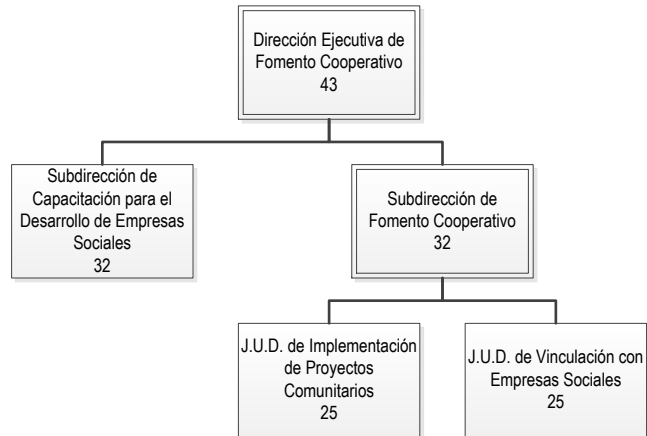 Dirección Ejecutiva de
Fomento Cooperativo
43
Subdirección de
Capacitación para el
Desarrollo de Empresas
Sociales
32
Subdirección de
Fomento Cooperativo
32
J.U.D. de Implementación
de Proyectos
Comunitarios
25
J.U.D. de Vinculación con
Empresas Sociales
25